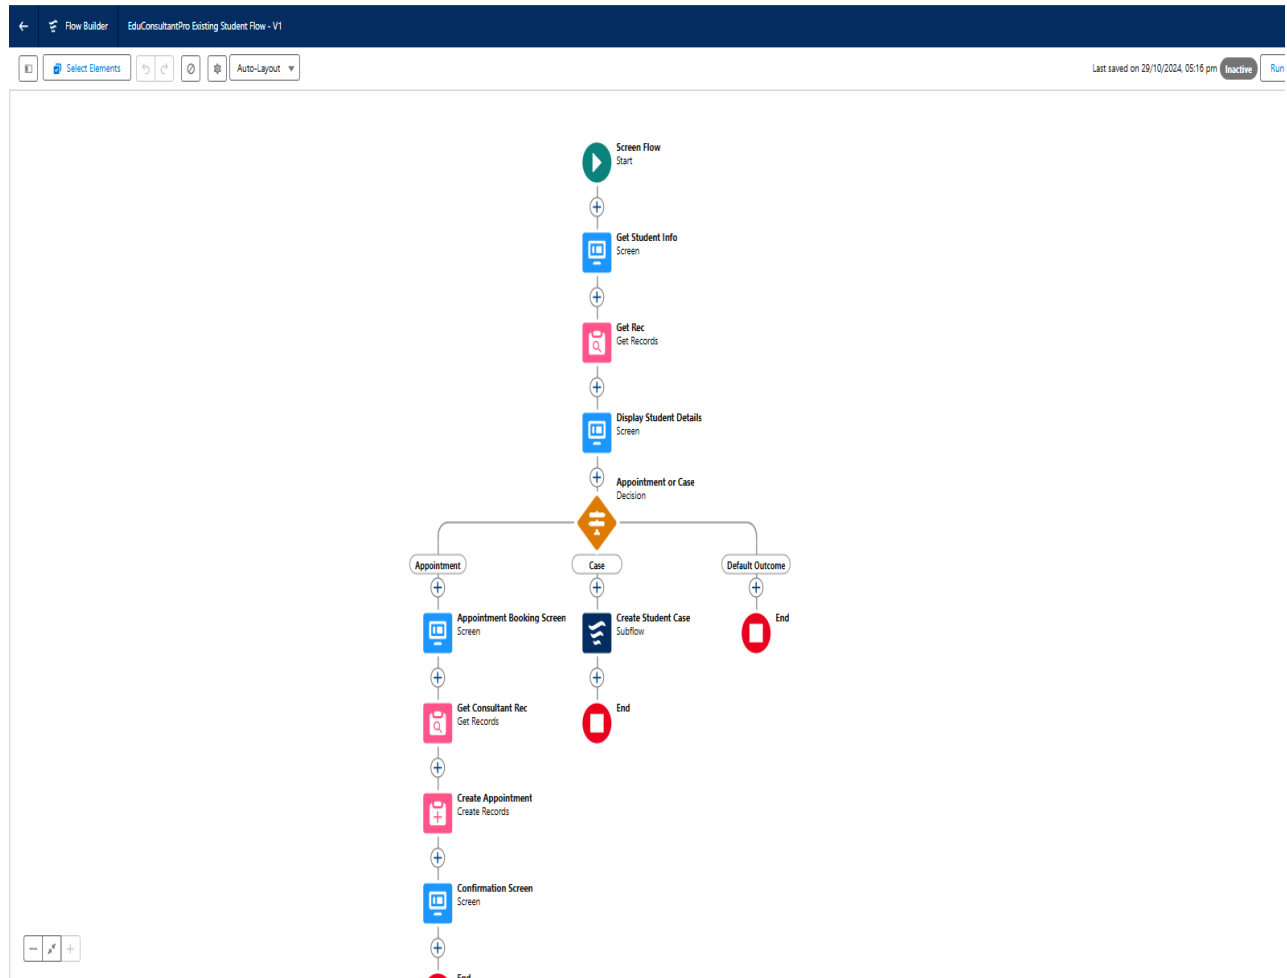 Flow Builder
EduConsultantPro Existing Student Flow - V1
Select Elements
Auto-Layout
Last saved on 29/10/2024, 05:16 pm
Inactive
Run
Screen Flow
Start
Get Student Info
Screen
Get Rec
Get Records
Display Student Details
Screen
Appointment or Case
Decision
Appointment
Case
Default Outcome
Appointment Booking Screen
Screen
Create Student Case
Subflow
End
Get Consultant Rec
Get Records
End
Create Appointment
Create Records
Confirmation Screen
Screen
End